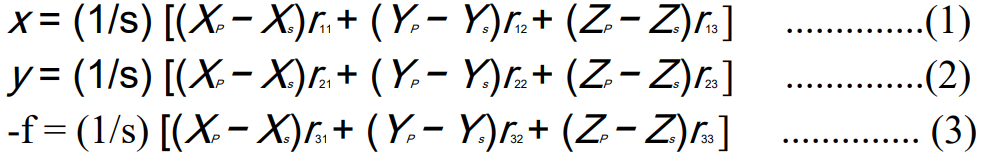 x = (1/s) [(X_P − X_s)r_11 + (Y_P − Y_s)r_12 + (Z_P − Z_s)r_13] ..............(1)
y = (1/s) [(X_P − X_s)r_21 + (Y_P − Y_s)r_22 + (Z_P − Z_s)r_23] ..............(2)
-f = (1/s) [(X_P − X_s)r_31 + (Y_P − Y_s)r_32 + (Z_P − Z_s)r_33] .............. (3)